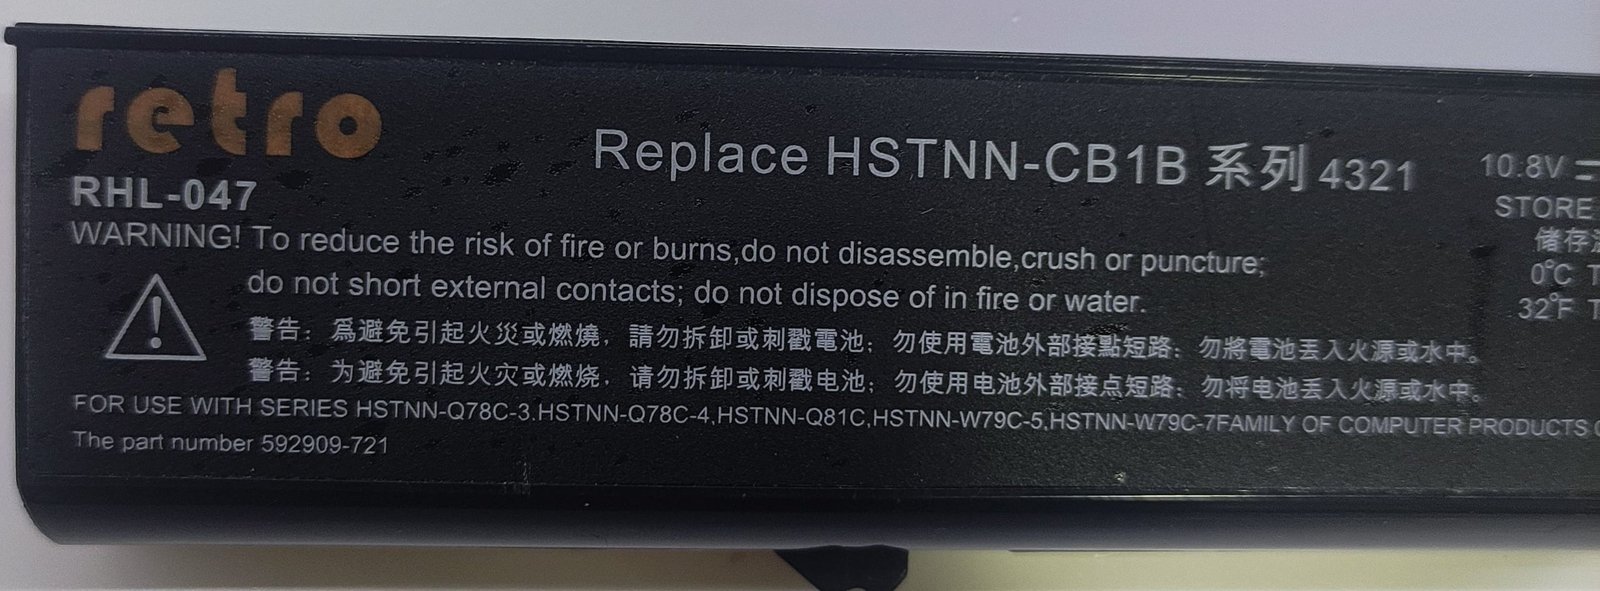 retro
RHL-047
Replace HSTNN-CB1B 系列 4321
10.8V
STORE
储存
0°C T
32°F T
WARNING! To reduce the risk of fire or burns,do not disassemble,crush or puncture;
do not short external contacts; do not dispose of in fire or water.
警告：爲避免引起火災或燃燒，請勿拆卸或刺戳電池；勿使用電池外部接點短路；勿將電池丟入火源或水中。
警告：为避免引起火灾或燃烧，请勿拆卸或刺戳电池；勿使用电池外部接点短路；勿将电池丢入火源或水中。
FOR USE WITH SERIES HSTNN-Q78C-3,HSTNN-Q78C-4,HSTNN-Q81C,HSTNN-W79C-5,HSTNN-W79C-7FAMILY OF COMPUTER PRODUCTS
The part number 592909-721